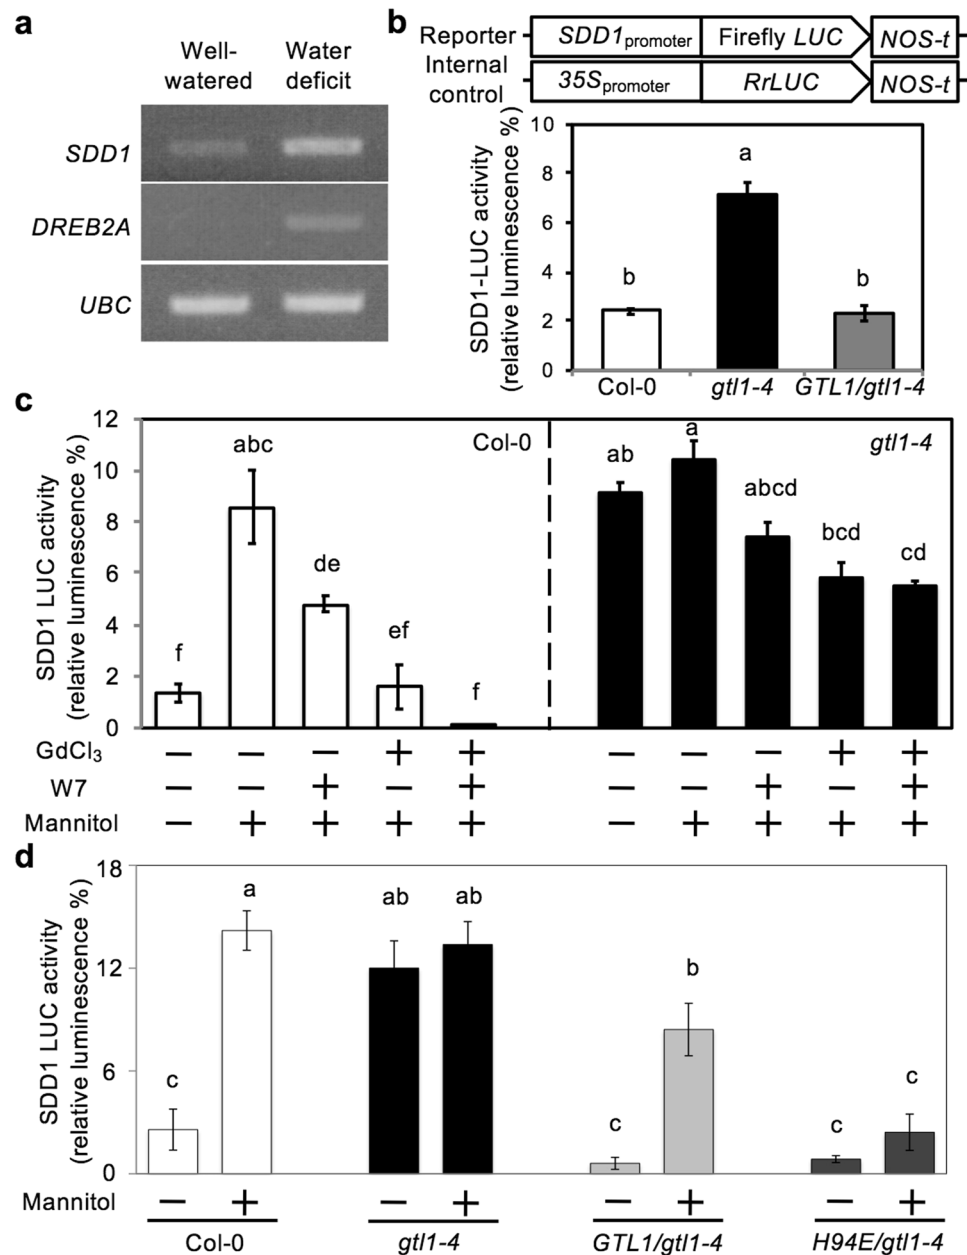 a
Well-
watered
Water
deficit
SDD1
DREB2A
UBC
b
Reporter
SDD1promoter
Firefly LUC
NOS-t
Internal
control
35Spromoter
RrLUC
NOS-t
SDD1-LUC activity
(relative luminescence %)
10
8
6
4
2
0
b
a
b
Col-0
gtl1-4
GTL1/gtl1-4
c
SDD1 LUC activity
(relative luminescence %)
12
10
8
6
4
2
0
Col-0
gtl1-4
f
abc
de
ef
f
ab
a
abcd
bcd
cd
GdCl3 — — — + + — — — + +
W7 — — + — + — — + — +
Mannitol — + + + + — + + + +
d
SDD1 LUC activity
(relative luminescence %)
18
12
6
0
c
a
ab
ab
c
b
c
c
Mannitol — + — + — + — +
Col-0
gtl1-4
GTL1/gtl1-4
H94E/gtl1-4